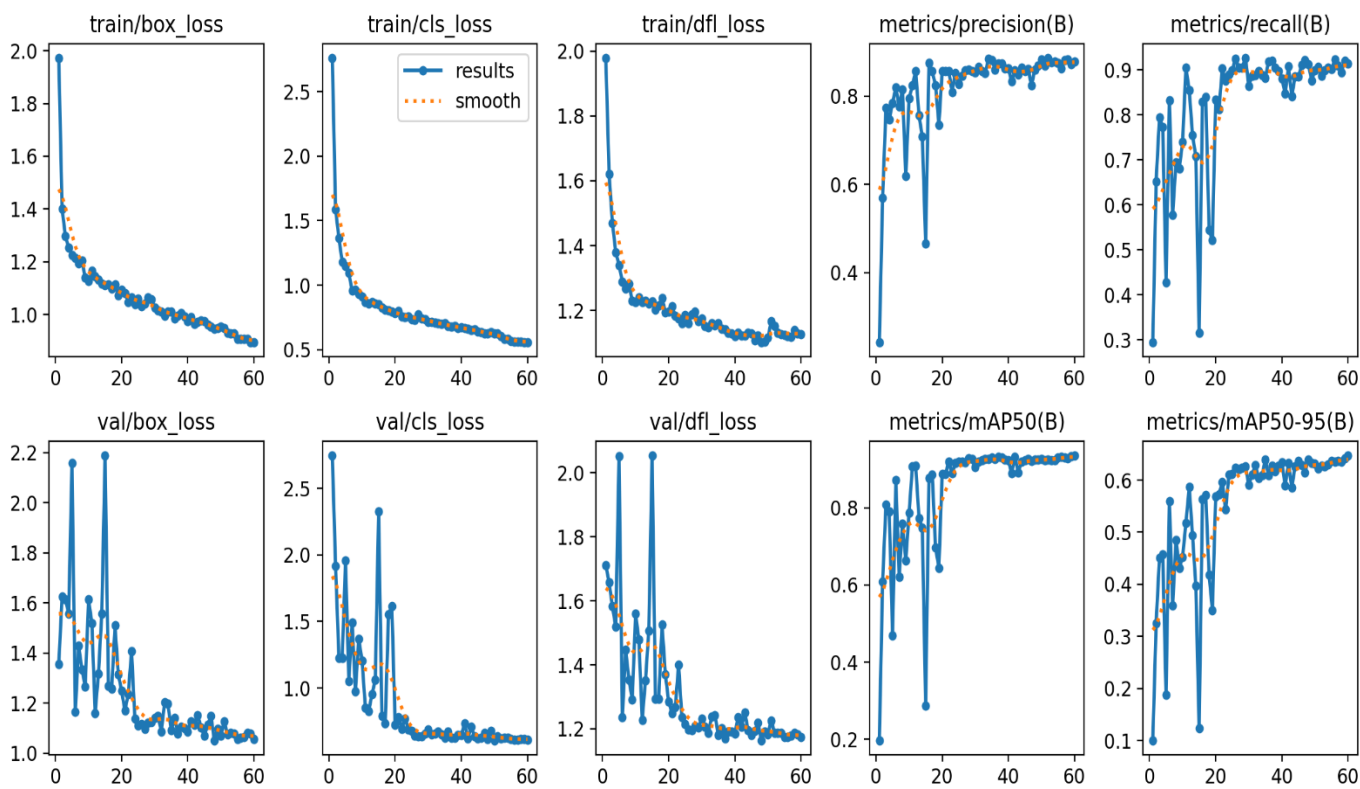 train/box_loss
train/cls_loss
train/dfl_loss
metrics/precision(B)
metrics/recall(B)
2.0
1.8
1.6
1.4
1.2
1.0
0 20 40 60
2.5
2.0
1.5
1.0
0.5
0 20 40 60
results
smooth
2.0
1.8
1.6
1.4
1.2
0 20 40 60
0.8
0.6
0.4
0 20 40 60
0.9
0.8
0.7
0.6
0.5
0.4
0.3
0 20 40 60
val/box_loss
val/cls_loss
val/dfl_loss
metrics/mAP50(B)
metrics/mAP50-95(B)
2.2
2.0
1.8
1.6
1.4
1.2
1.0
0 20 40 60
2.5
2.0
1.5
1.0
0 20 40 60
2.0
1.8
1.6
1.4
1.2
0 20 40 60
0.8
0.6
0.4
0.2
0 20 40 60
0.6
0.5
0.4
0.3
0.2
0.1
0 20 40 60